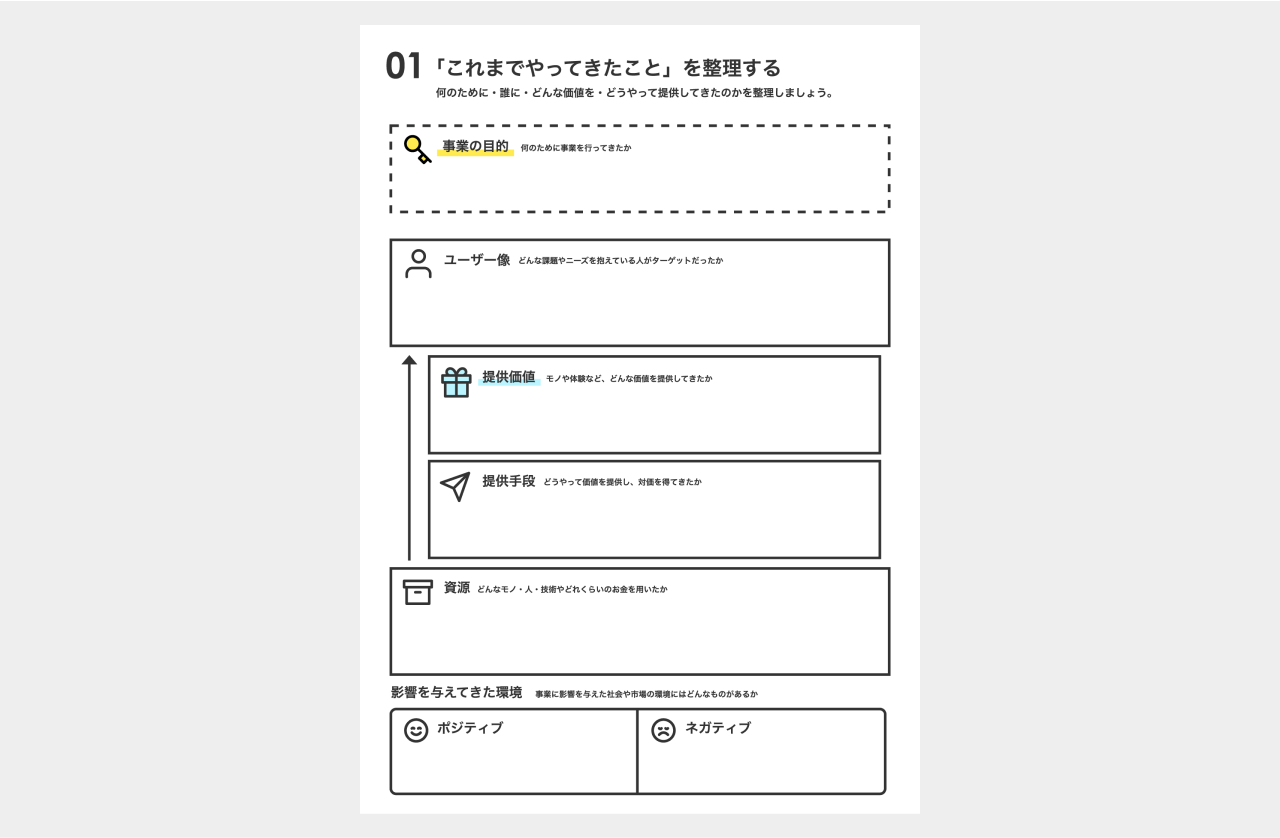 01 「これまでやってきたこと」を整理する
何のために・誰に・どんな価値を・どうやって提供してきたのかを整理しましょう。
事業の目的 何のために事業を行ってきたか
ユーザー像 どんな課題やニーズを抱えている人がターゲットだったか
提供価値 モノや体験など、どんな価値を提供してきたか
提供手段 どうやって価値を提供し、対価を得てきたか
資源 どんなモノ・人・技術やどれくらいのお金を用いたか
影響を与えてきた環境 事業に影響を与えた社会や市場の環境にはどんなものがあるか
ポジティブ
ネガティブ